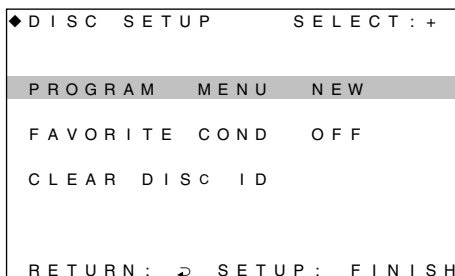 ◆DISC SETUP SELECT:+
PROGRAM MENU NEW
FAVORITE COND OFF
CLEAR DISC ID
RETURN: ⮌ SETUP: FINISH